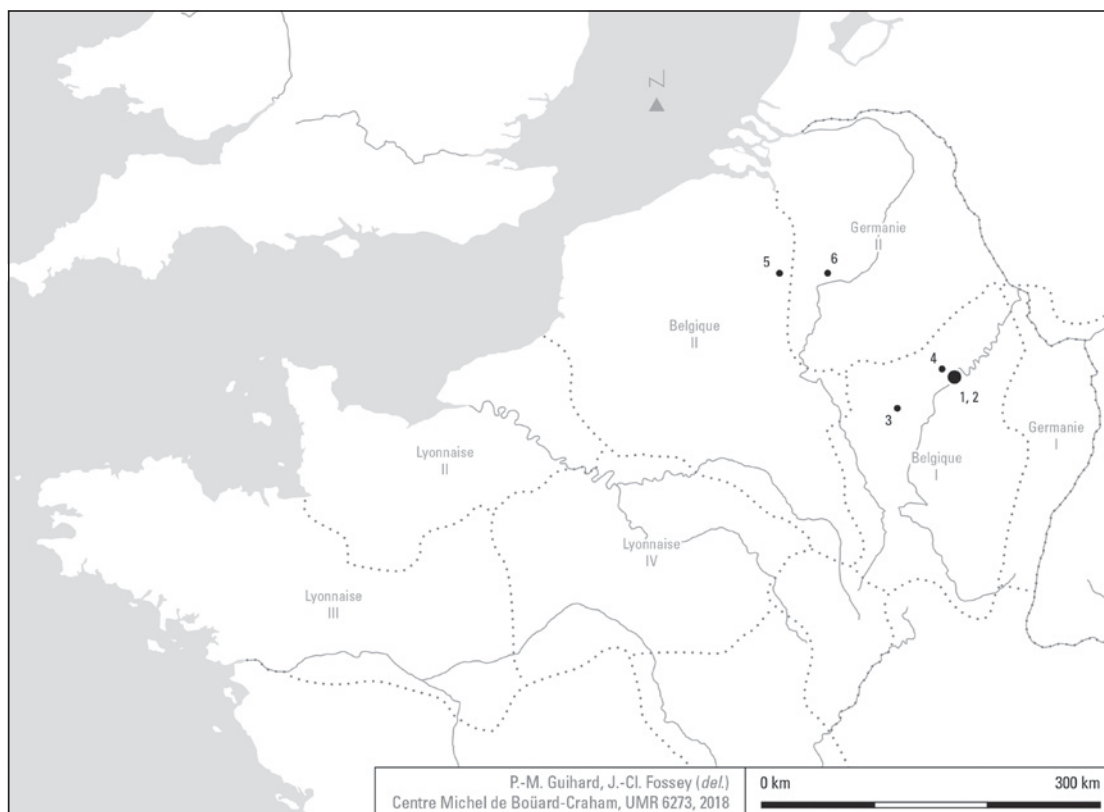 N
Germanie
II
5
6
Belgique
II
4
1, 2
3
Germanie
I
Lyonnaise
II
Belgique
I
Lyonnaise
IV
Lyonnaise
III
P.-M. Guihard, J.-Cl. Fossey (del.)
Centre Michel de Boüard-Craham, UMR 6273, 2018
0 km 300 km